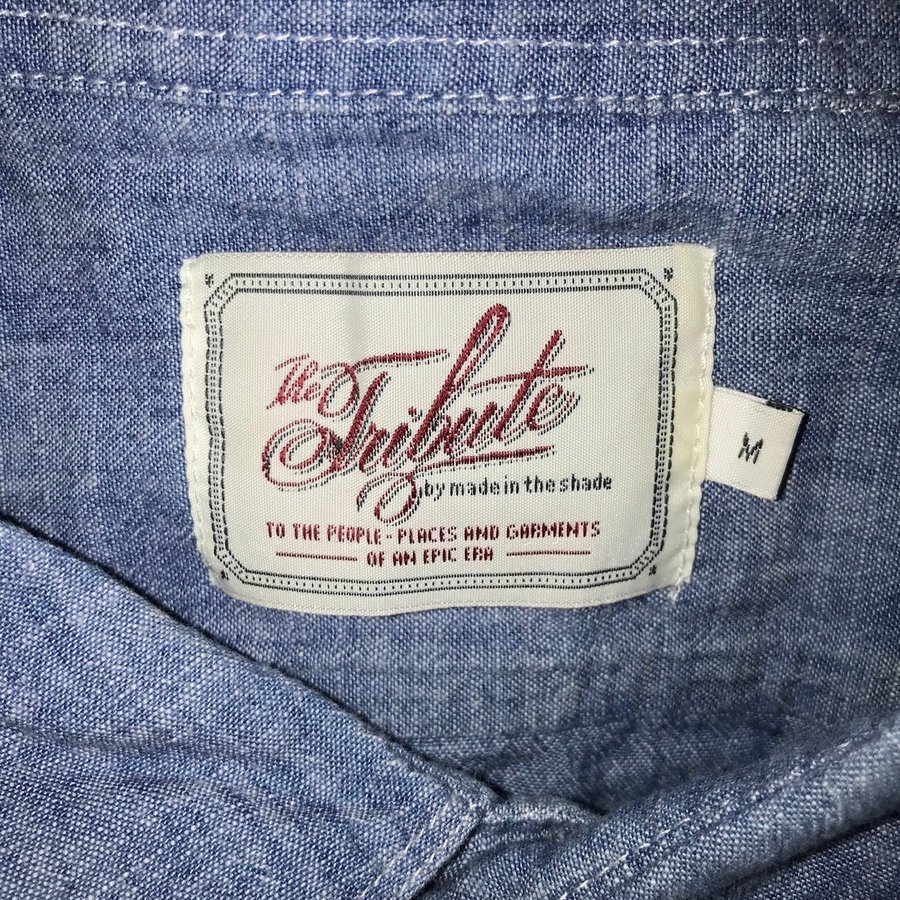 The Tribute
by made in the shade
TO THE PEOPLE - PLACES AND GARMENTS
OF AN EPIC ERA
M